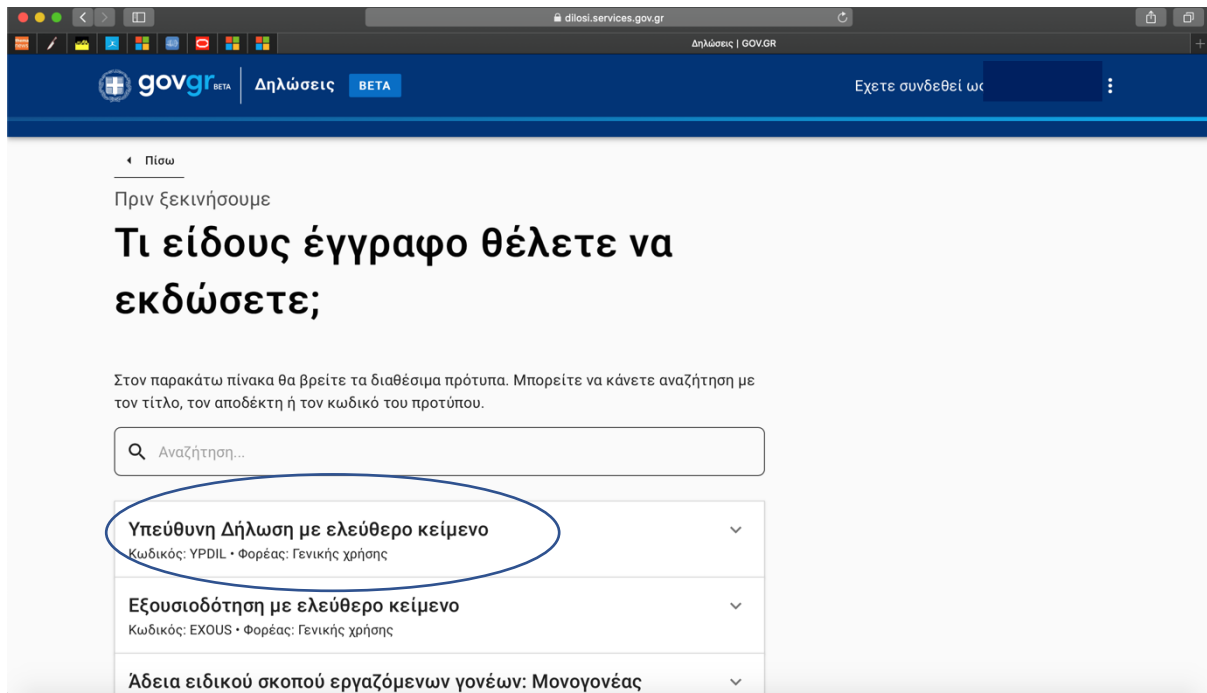 dilosi.services.gov.gr
Δηλώσεις | GOV.GR
govgr BETA Δηλώσεις BETA
Εχετε συνδεθεί ως
Πίσω
Πριν ξεκινήσουμε
Τι είδους έγγραφο θέλετε να
εκδώσετε;
Στον παρακάτω πίνακα θα βρείτε τα διαθέσιμα πρότυπα. Μπορείτε να κάνετε αναζήτηση με
τον τίτλο, τον αποδέκτη ή τον κωδικό του προτύπου.
Αναζήτηση...
Υπεύθυνη Δήλωση με ελεύθερο κείμενο
Κωδικός: YPDIL • Φορέας: Γενικής χρήσης
Εξουσιοδότηση με ελεύθερο κείμενο
Κωδικός: EXOUS • Φορέας: Γενικής χρήσης
Άδεια ειδικού σκοπού εργαζόμενων γονέων: Μονογονέας